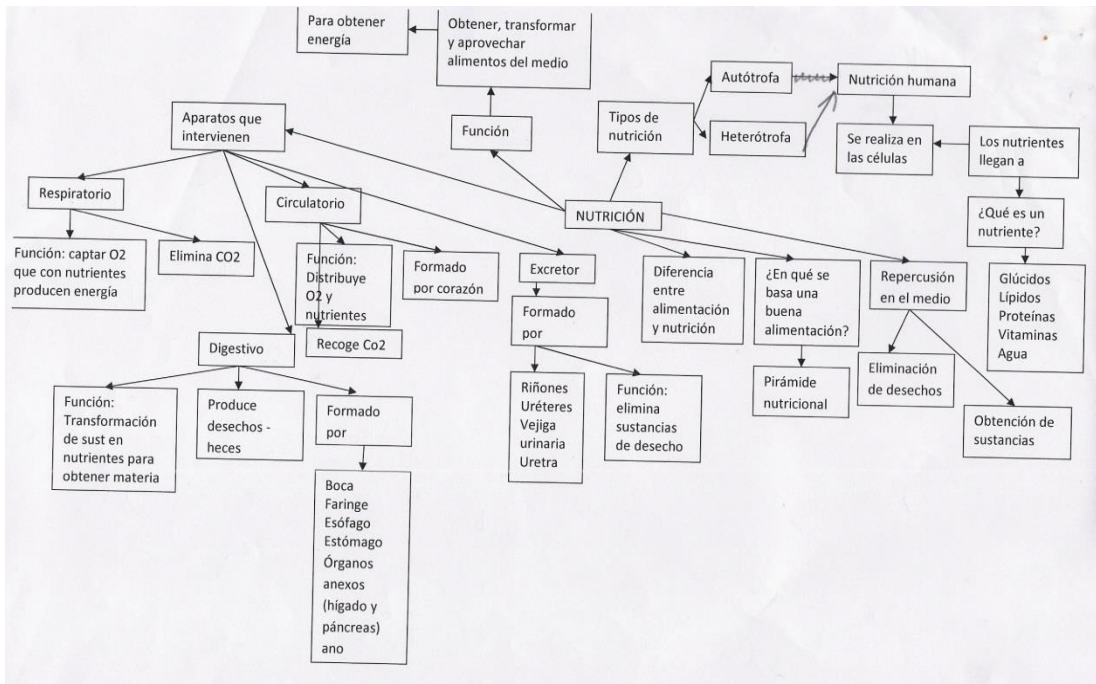 Para obtener
energía
Obtener, transformar
y aprovechar
alimentos del medio
Aparatos que
intervienen
Función
Tipos de
nutrición
Autótrofa
Heterótrofa
Nutrición humana
Se realiza en
las células
Los nutrientes
llegan a
Respiratorio
Circulatorio
NUTRICIÓN
¿Qué es un
nutriente?
Función: captar O2
que con nutrientes
producen energía
Elimina CO2
Función:
Distribuye
O2 y
nutrientes
Formado
por corazón
Excretor
Diferencia
entre
alimentación
y nutrición
¿En qué se
basa una
buena
alimentación?
Repercusión
en el medio
Glúcidos
Lípidos
Proteínas
Vitaminas
Agua
Digestivo
Recoge Co2
Formado
por
Función:
Transformación
de sust en
nutrientes para
obtener materia
Produce
desechos -
heces
Formado
por
Riñones
Uréteres
Vejiga
urinaria
Uretra
Función:
elimina
sustancias
de desecho
Pirámide
nutricional
Eliminación
de desechos
Obtención de
sustancias
Boca
Faringe
Esófago
Estómago
Órganos
anexos
(hígado y
páncreas)
ano